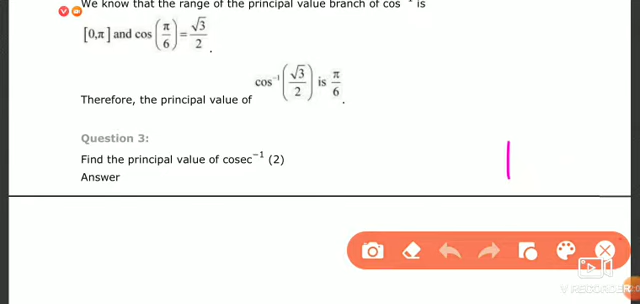 We know that the range of the principal value branch of cos⁻¹ is
[0,π] and cos (π/6) = √3/2 .
Therefore, the principal value of cos⁻¹ (√3/2) is π/6 .
Question 3:
Find the principal value of cosec⁻¹ (2)
Answer
V RECORDER